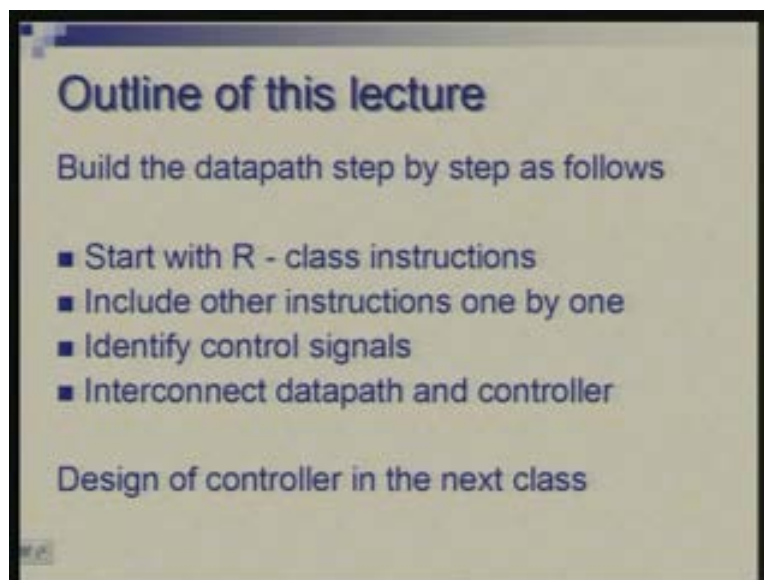 Outline of this lecture
Build the datapath step by step as follows
Start with R - class instructions
Include other instructions one by one
Identify control signals
Interconnect datapath and controller
Design of controller in the next class